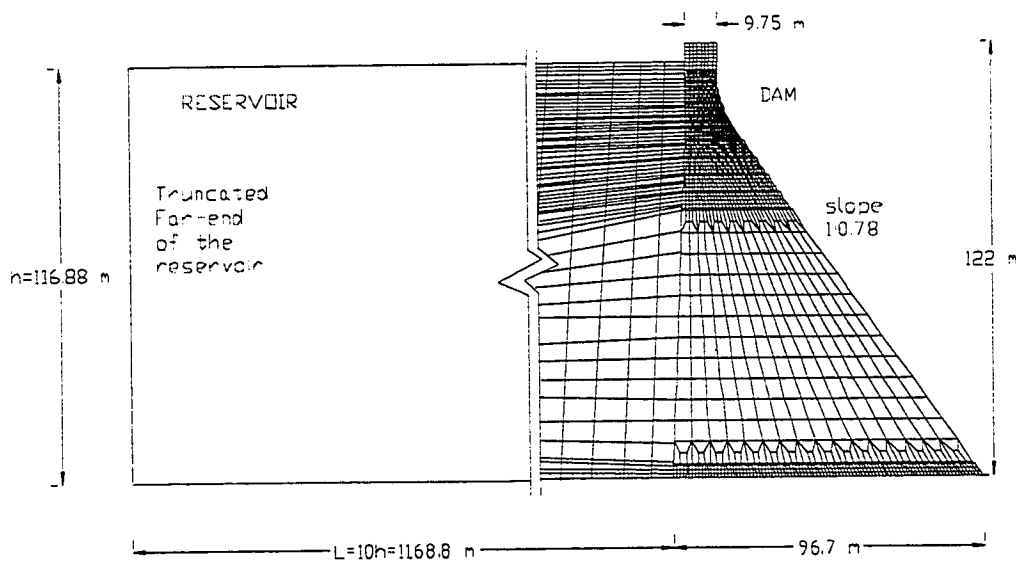 9.75 m
RESERVOIR
DAM
Truncated
Far-end
of the
reservoir
slope
1:0.78
h=116.88 m
122 m
L=10h=1168.8 m
96.7 m